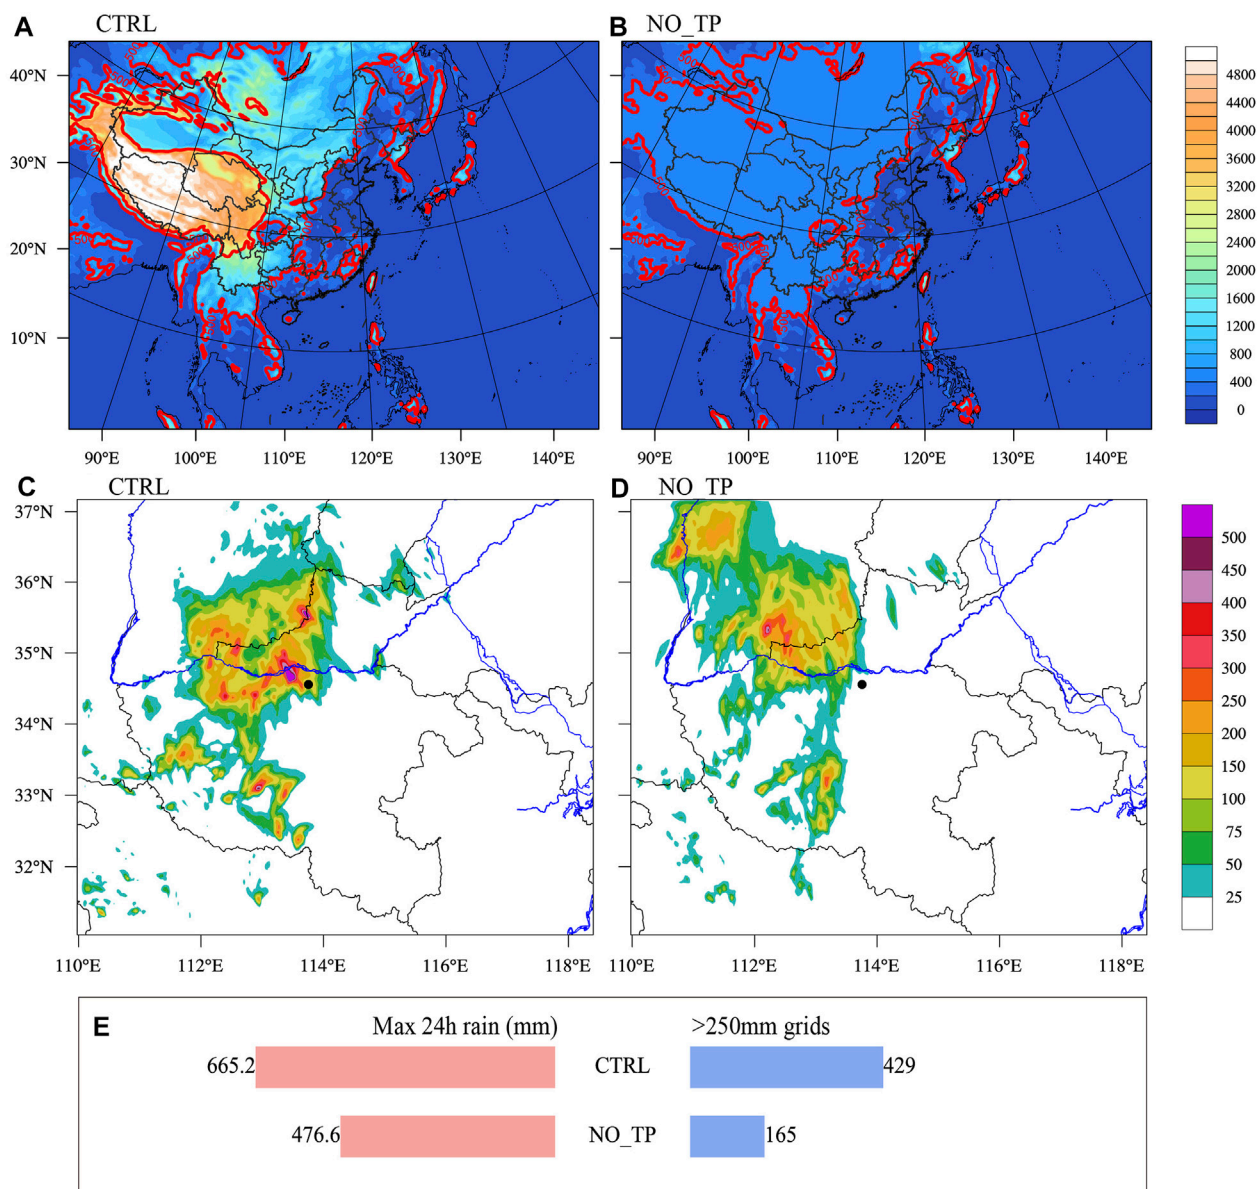 A CTRL
B NO_TP
40°N
30°N
20°N
10°N
90°E 100°E 110°E 120°E 130°E 140°E
90°E 100°E 110°E 120°E 130°E 140°E
4800
4400
4000
3600
3200
2800
2400
2000
1600
1200
800
400
0
C CTRL
D NO_TP
37°N
36°N
35°N
34°N
33°N
32°N
110°E 112°E 114°E 116°E 118°E
110°E 112°E 114°E 116°E 118°E
500
450
400
350
300
250
200
150
100
75
50
25
E
Max 24h rain (mm) >250mm grids
665.2 CTRL 429
476.6 NO_TP 165